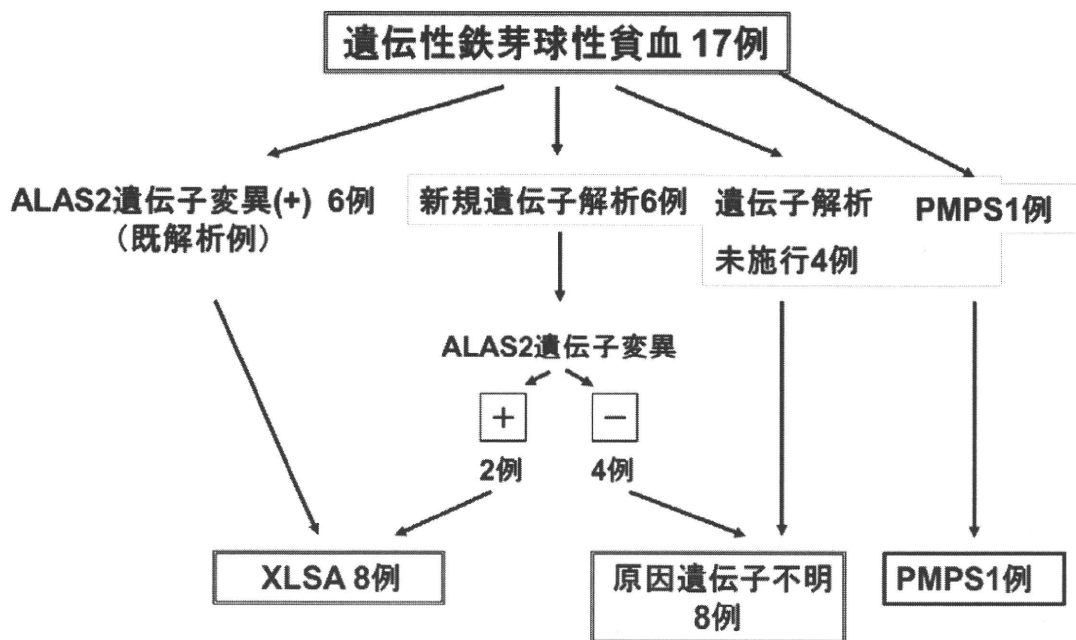 遺伝性鉄芽球性貧血 17例
ALAS2遺伝子変異(+) 6例
（既解析例）
新規遺伝子解析6例
遺伝子解析
未施行4例
PMPS1例
ALAS2遺伝子変異
+
−
2例
4例
XLSA 8例
原因遺伝子不明
8例
PMPS1例